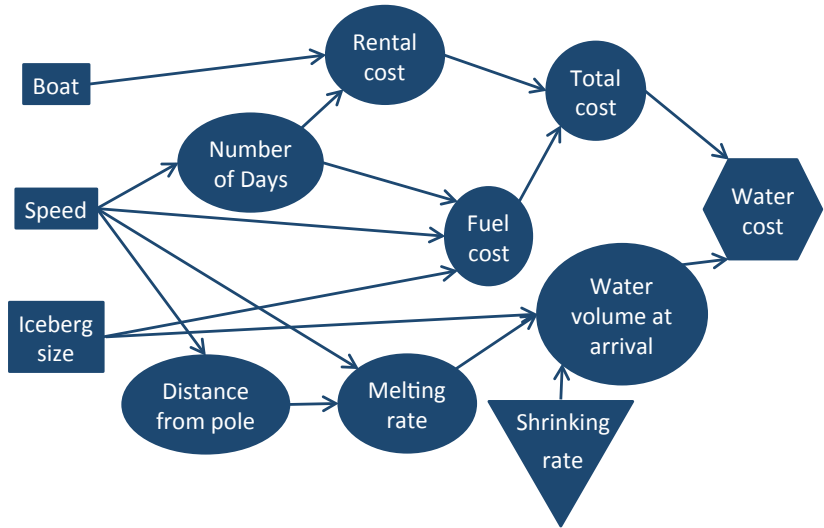 Rental
cost
Total
cost
Boat
Number
of Days
Speed
Fuel
cost
Water
cost
Iceberg
size
Water
volume at
arrival
Distance
from pole
Melting
rate
Shrinking
rate